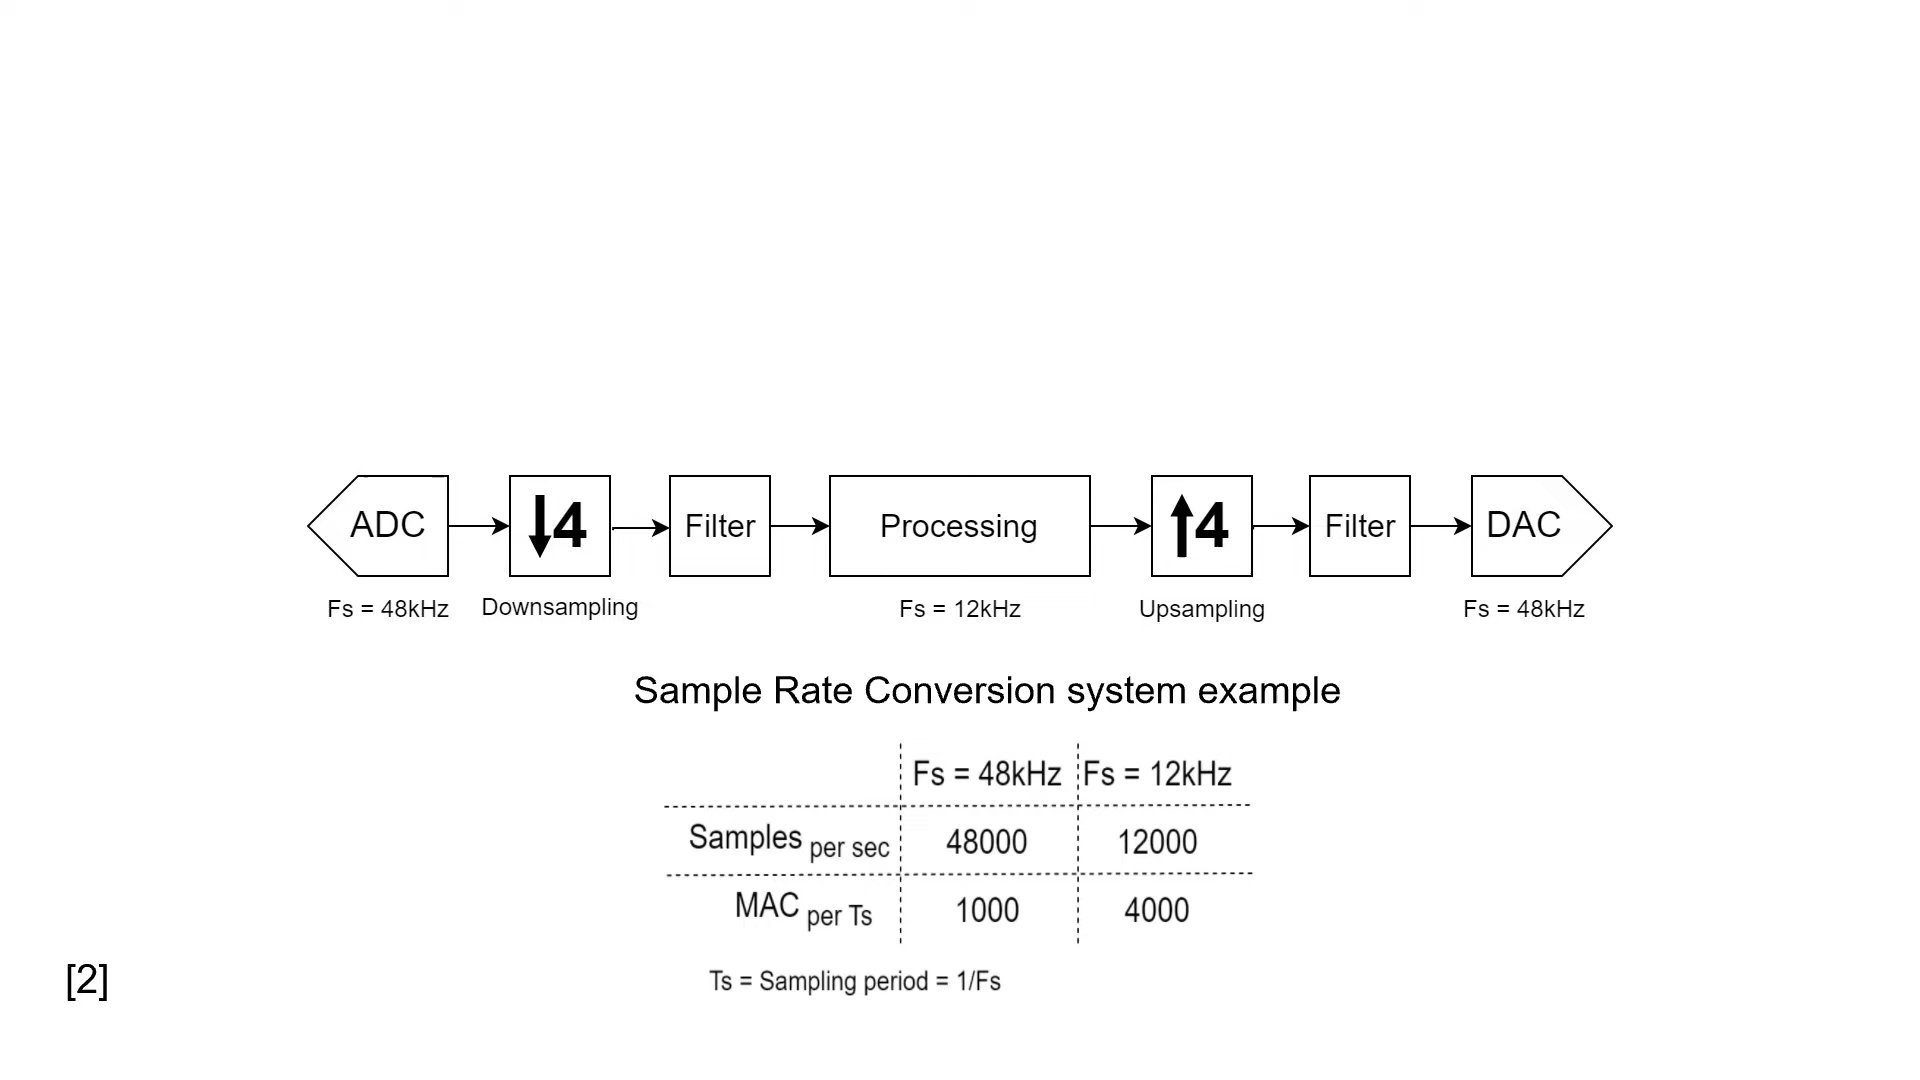 ADC ↓4 Filter Processing ↑4 Filter DAC
Fs = 48kHz Downsampling Fs = 12kHz Upsampling Fs = 48kHz
Sample Rate Conversion system example
Fs = 48kHz Fs = 12kHz
Samples per sec 48000 12000
MAC per Ts 1000 4000
[2]
Ts = Sampling period = 1/Fs